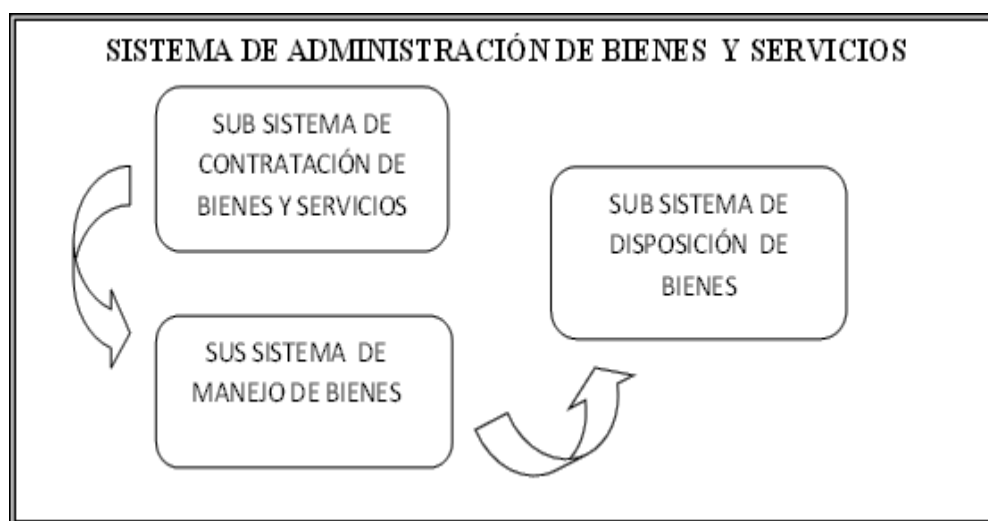 SISTEMA DE ADMINISTRACIÓN DE BIENES Y SERVICIOS
SUB SISTEMA DE
CONTRATACIÓN DE
BIENES Y SERVICIOS
SUS SISTEMA DE
MANEJO DE BIENES
SUB SISTEMA DE
DISPOSICIÓN DE
BIENES